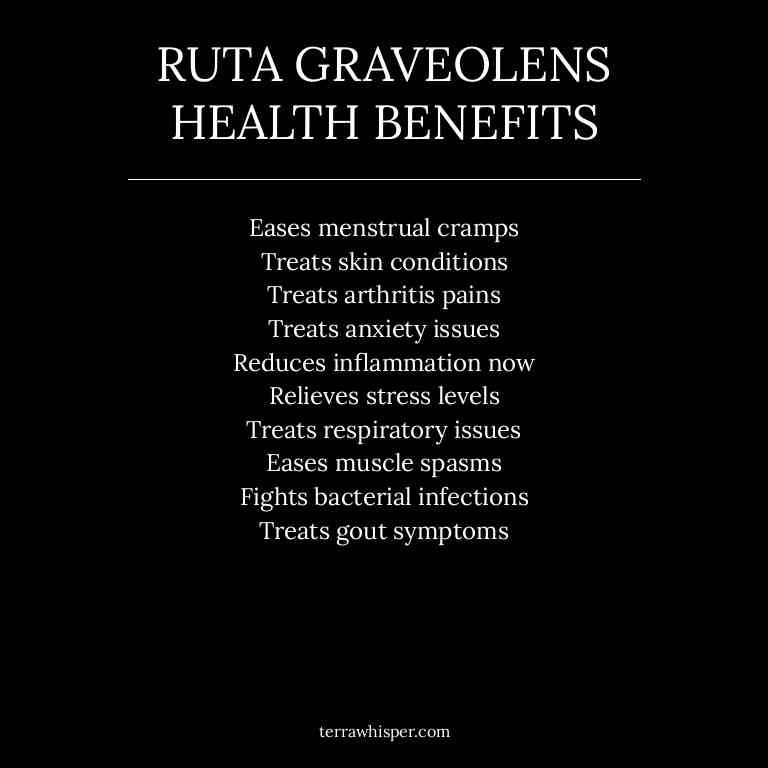 RUTA GRAVEOLENS
HEALTH BENEFITS
Eases menstrual cramps
Treats skin conditions
Treats arthritis pains
Treats anxiety issues
Reduces inflammation now
Relieves stress levels
Treats respiratory issues
Eases muscle spasms
Fights bacterial infections
Treats gout symptoms
terrawhisper.com